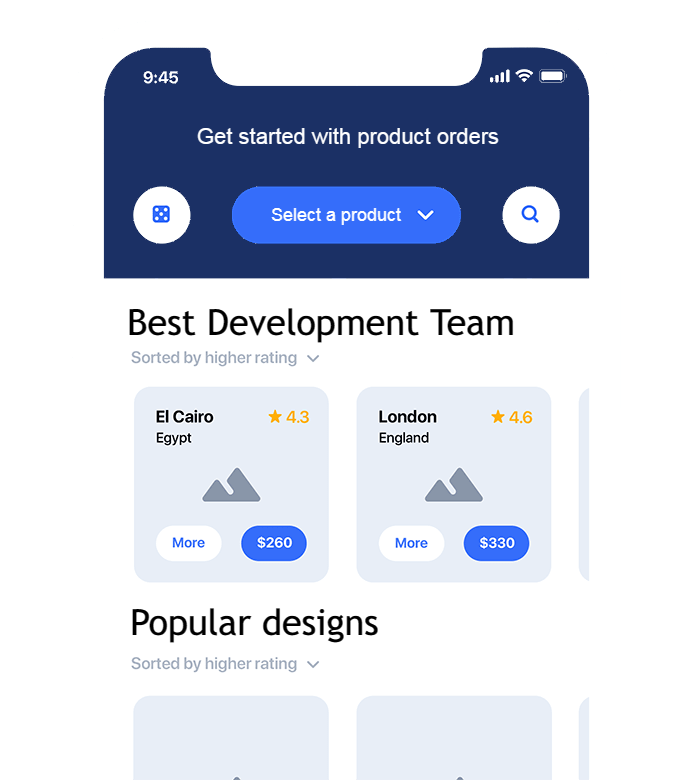 9:45
Get started with product orders
Select a product
Best Development Team
Sorted by higher rating
El Cairo
4.3
Egypt
More
$260
London
4.6
England
More
$330
Popular designs
Sorted by higher rating